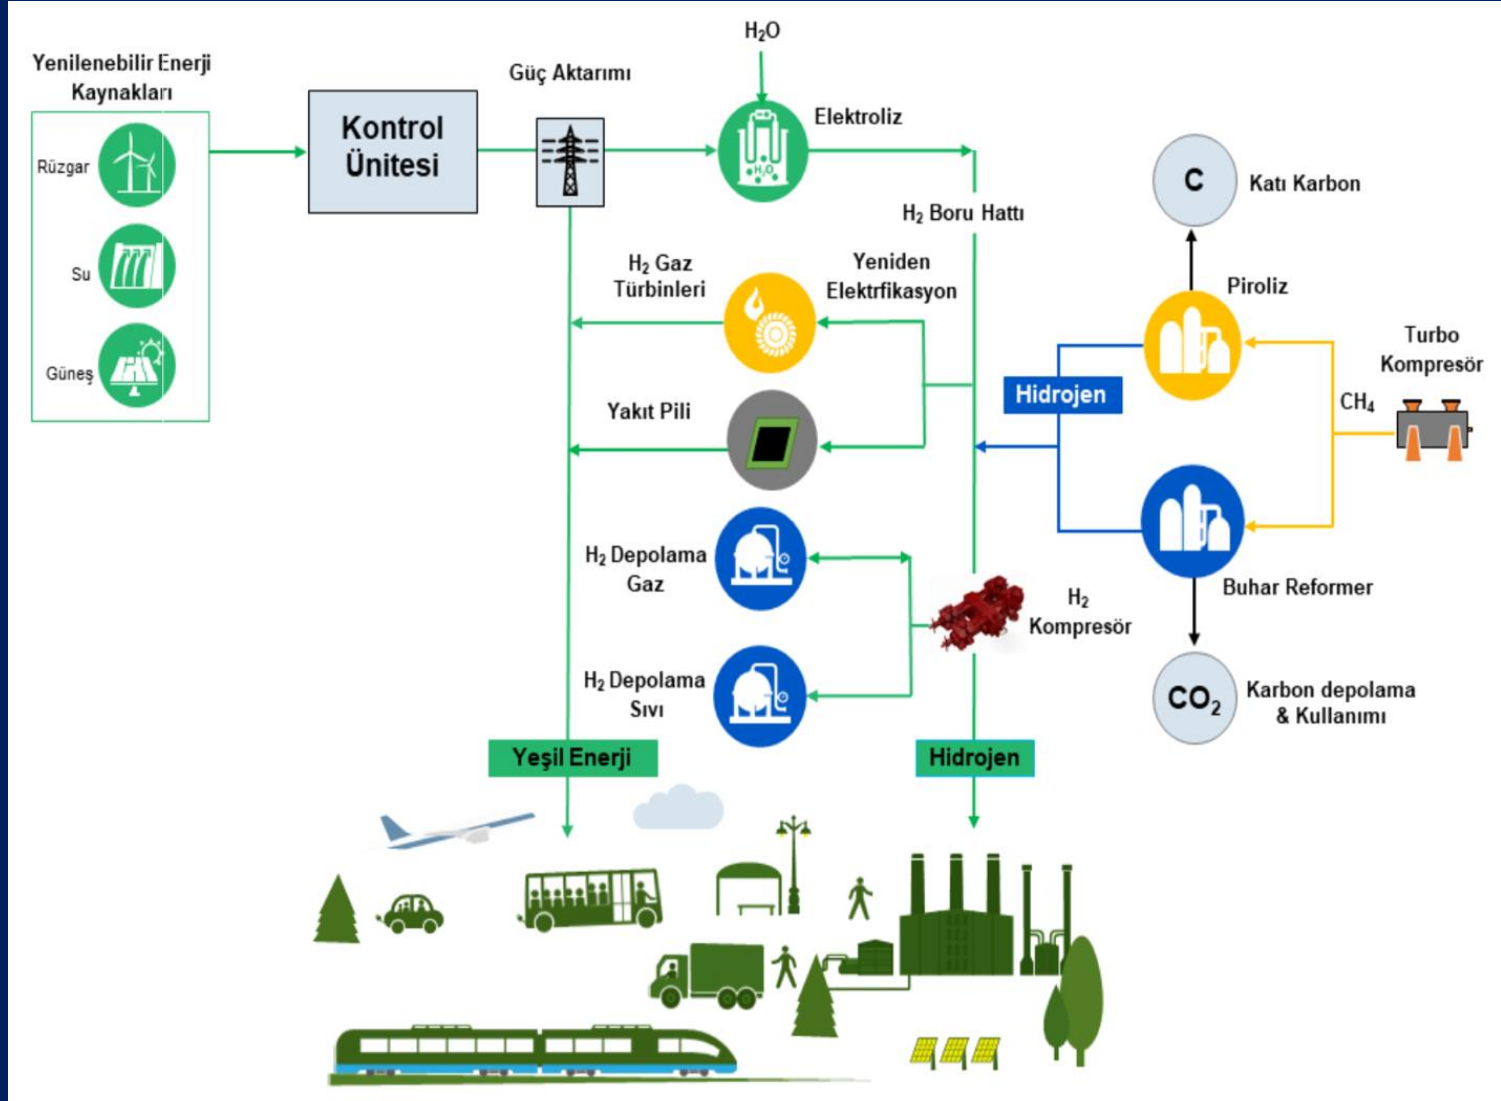 H₂O
Yenilenebilir Enerji
Kaynakları
Güç Aktarımı
Rüzgar
Su
Güneş
Kontrol
Ünitesi
Elektroliz
H₂O
H₂ Boru Hattı
C
Katı Karbon
H₂ Gaz
Türbinleri
Yeniden
Elektrfikasyon
Piroliz
Turbo
Kompresör
Hidrojen
CH₄
Yakıt Pili
H₂ Depolama
Gaz
Buhar Reformer
H₂
Kompresör
H₂ Depolama
Sıvı
CO₂
Karbon depolama
& Kullanımı
Yeşil Enerji
Hidrojen